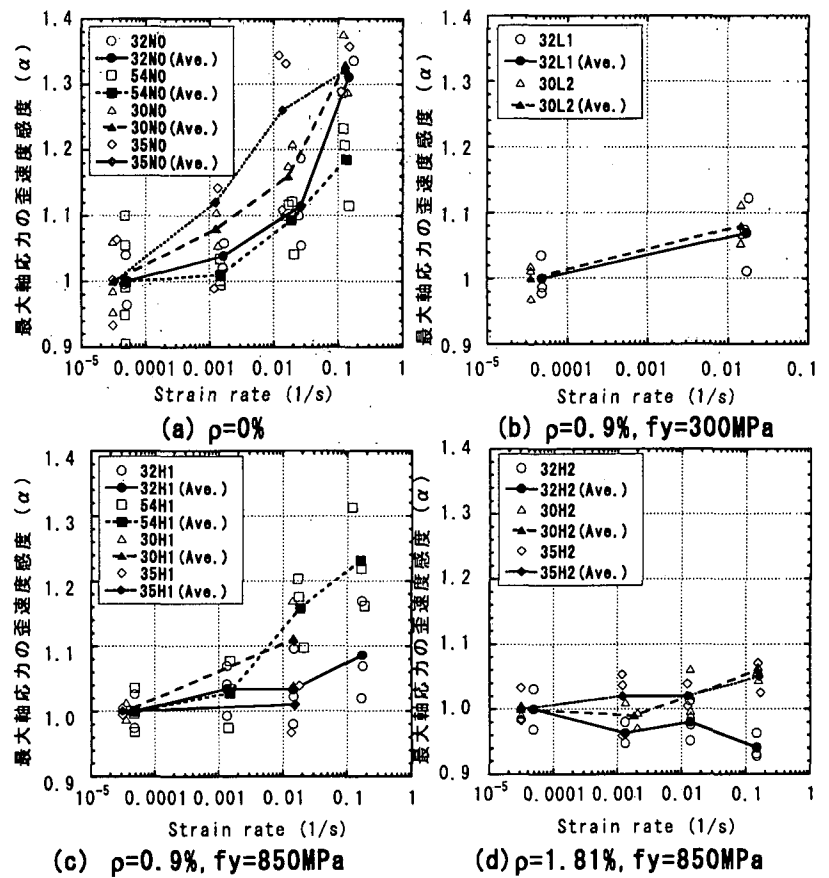 最大軸応力の歪速度感度 (α)
1.4
1.3
1.2
1.1
1
0.9
32N0
32N0(Ave.)
54N0
54N0(Ave.)
30N0
30N0(Ave.)
35N0
35N0(Ave.)
10-5 0.0001 0.001 0.01 0.1 1
Strain rate (1/s)
(a) ρ=0%
最大軸応力の歪速度感度 (α)
1.4
1.3
1.2
1.1
1
0.9
32L1
32L1(Ave.)
30L2
30L2(Ave.)
10-5 0.0001 0.001 0.01 0.1
Strain rate (1/s)
(b) ρ=0.9%, fy=300MPa
最大軸応力の歪速度感度 (α)
1.4
1.3
1.2
1.1
1.0
0.9
32H1
32H1(Ave.)
54H1
54H1(Ave.)
30H1
30H1(Ave.)
35H1
35H1(Ave.)
10-5 0.0001 0.001 0.01 0.1 1
Strain rate (1/s)
(c) ρ=0.9%, fy=850MPa
最大軸応力の歪速度感度 (α)
1.4
1.3
1.2
1.1
1.0
0.9
32H2
32H2(Ave.)
30H2
30H2(Ave.)
35H2
35H2(Ave.)
10-5 0.0001 0.001 0.01 0.1 1
Strain rate (1/s)
(d) ρ=1.81%, fy=850MPa